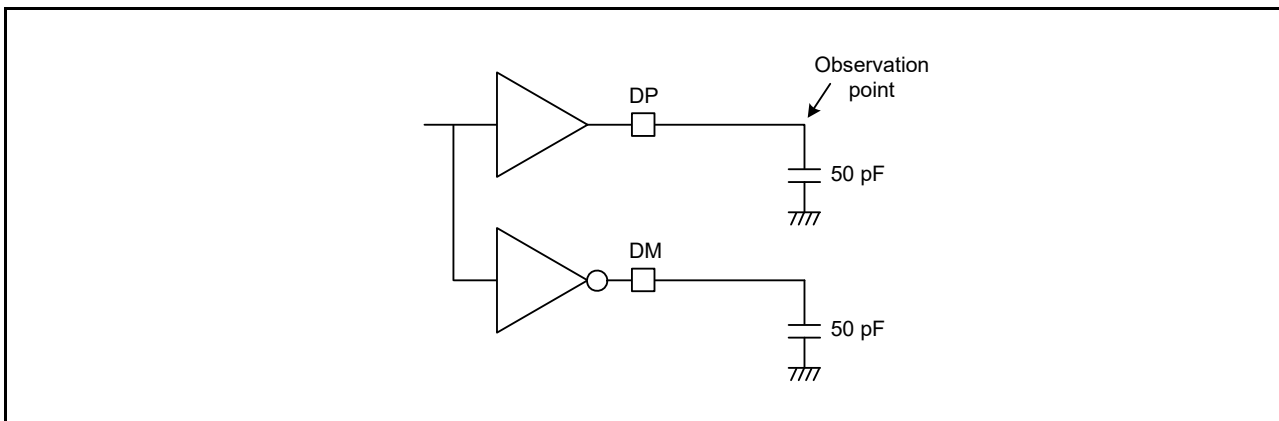 Observation
point
DP
50 pF
DM
50 pF